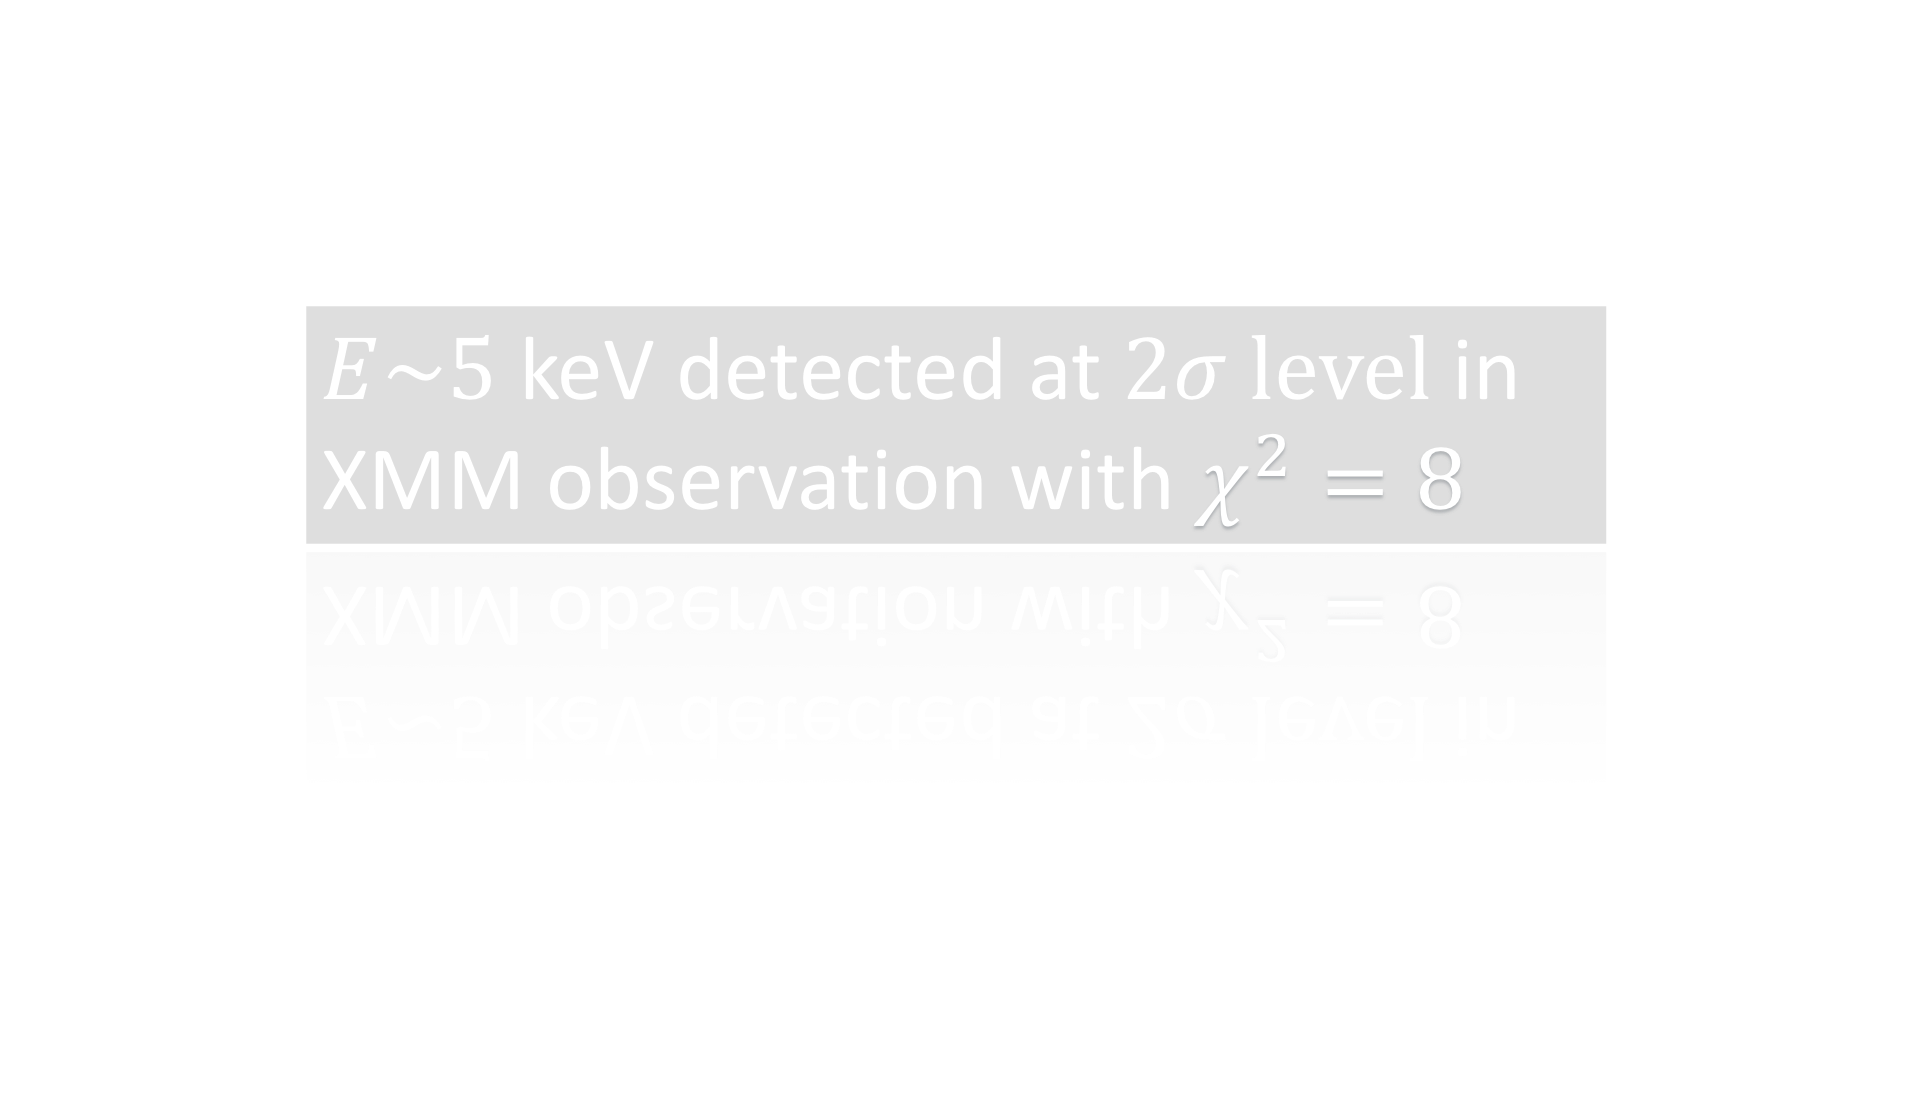 E~5 keV detected at 2σ level in
XMM observation with χ² = 8